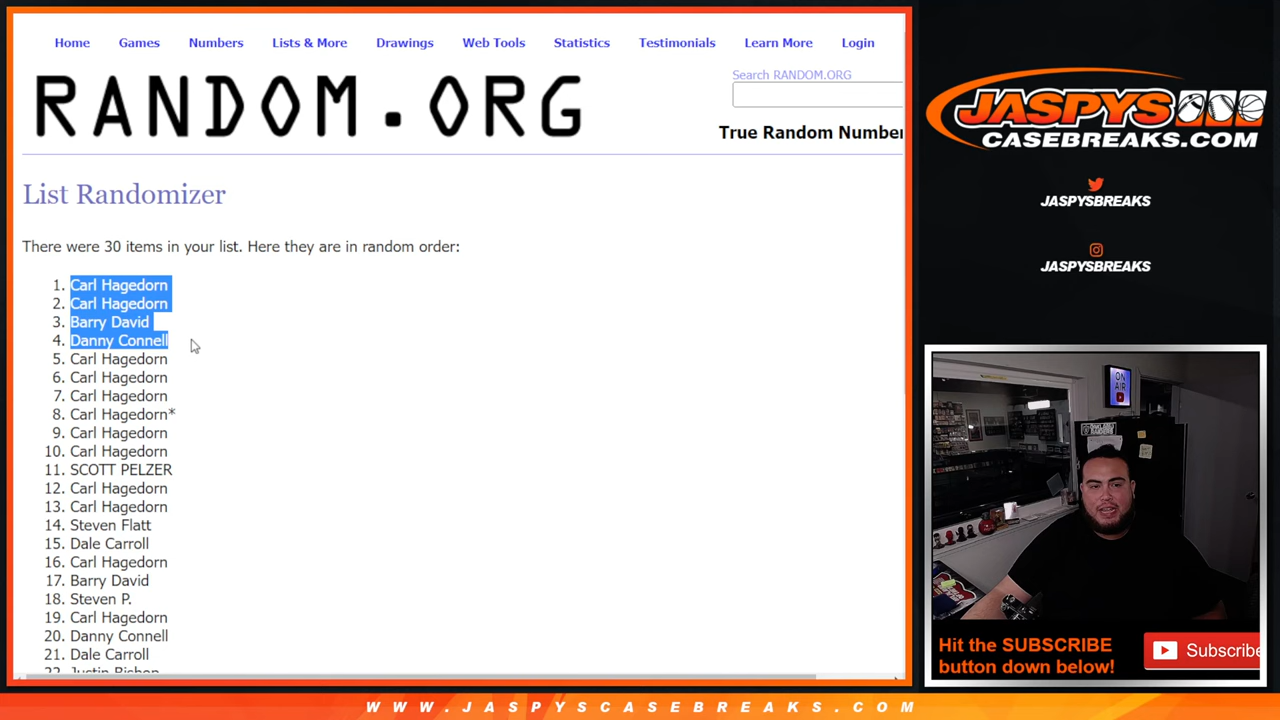 Home Games Numbers Lists & More Drawings Web Tools Statistics Testimonials Learn More Login
RANDOM.ORG
Search RANDOM.ORG
True Random Number
List Randomizer
There were 30 items in your list. Here they are in random order:
1. Carl Hagedorn
2. Carl Hagedorn
3. Barry David
4. Danny Connell
5. Carl Hagedorn
6. Carl Hagedorn
7. Carl Hagedorn
8. Carl Hagedorn*
9. Carl Hagedorn
10. Carl Hagedorn
11. SCOTT PELZER
12. Carl Hagedorn
13. Carl Hagedorn
14. Steven Flatt
15. Dale Carroll
16. Carl Hagedorn
17. Barry David
18. Steven P.
19. Carl Hagedorn
20. Danny Connell
21. Dale Carroll
22. Justin Bishop
JASPYS
CASEBREAKS.COM
JASPYSBREAKS
JASPYSBREAKS
ON
AIR
Hit the SUBSCRIBE
button down below!
Subscribe
WWW.JASPYSCASEBREAKS.COM